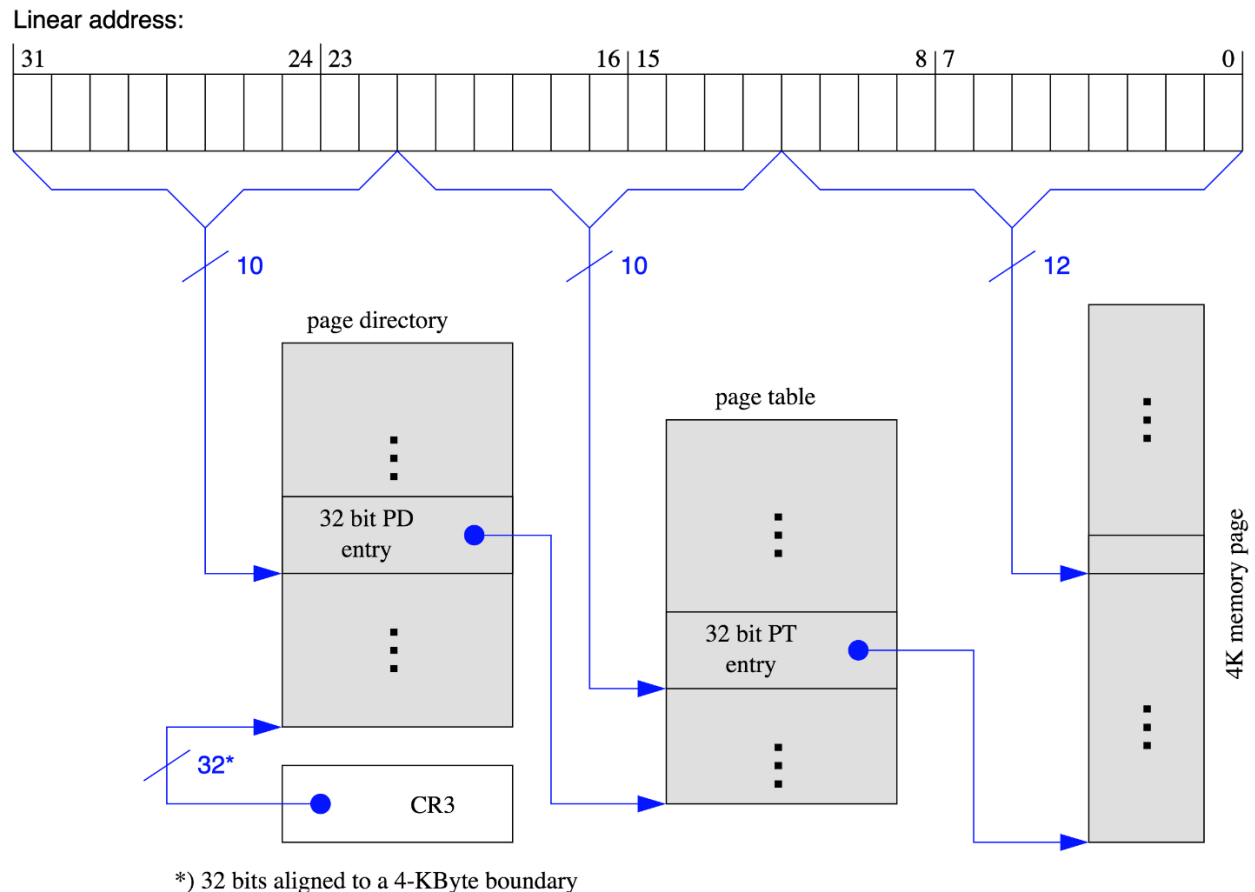 Linear address:
31 24 23 16 15 8 7 0
10 10 12
page directory
page table
32 bit PD
entry
32 bit PT
entry
4K memory page
32*
CR3
*) 32 bits aligned to a 4-KByte boundary